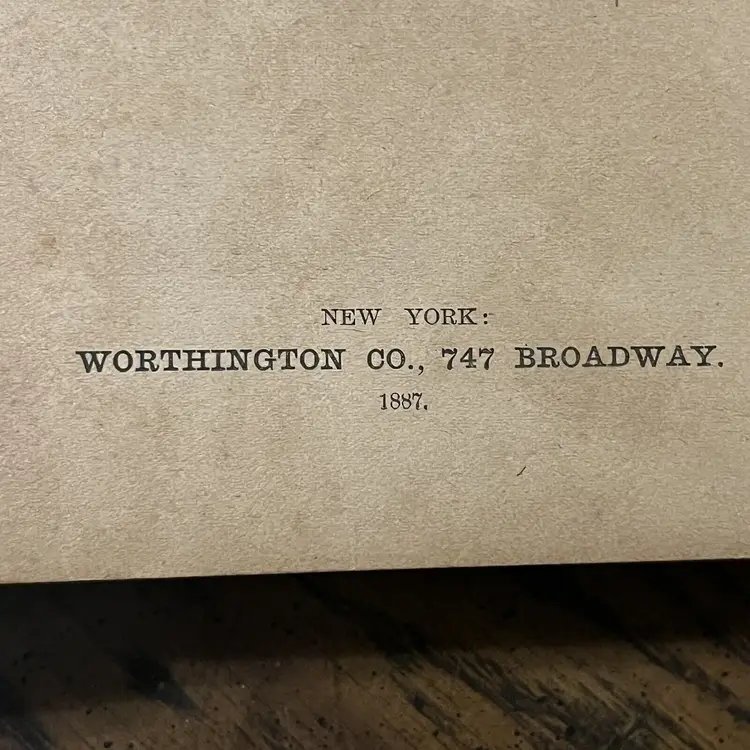 NEW YORK:
WORTHINGTON CO., 747 BROADWAY.
1887.